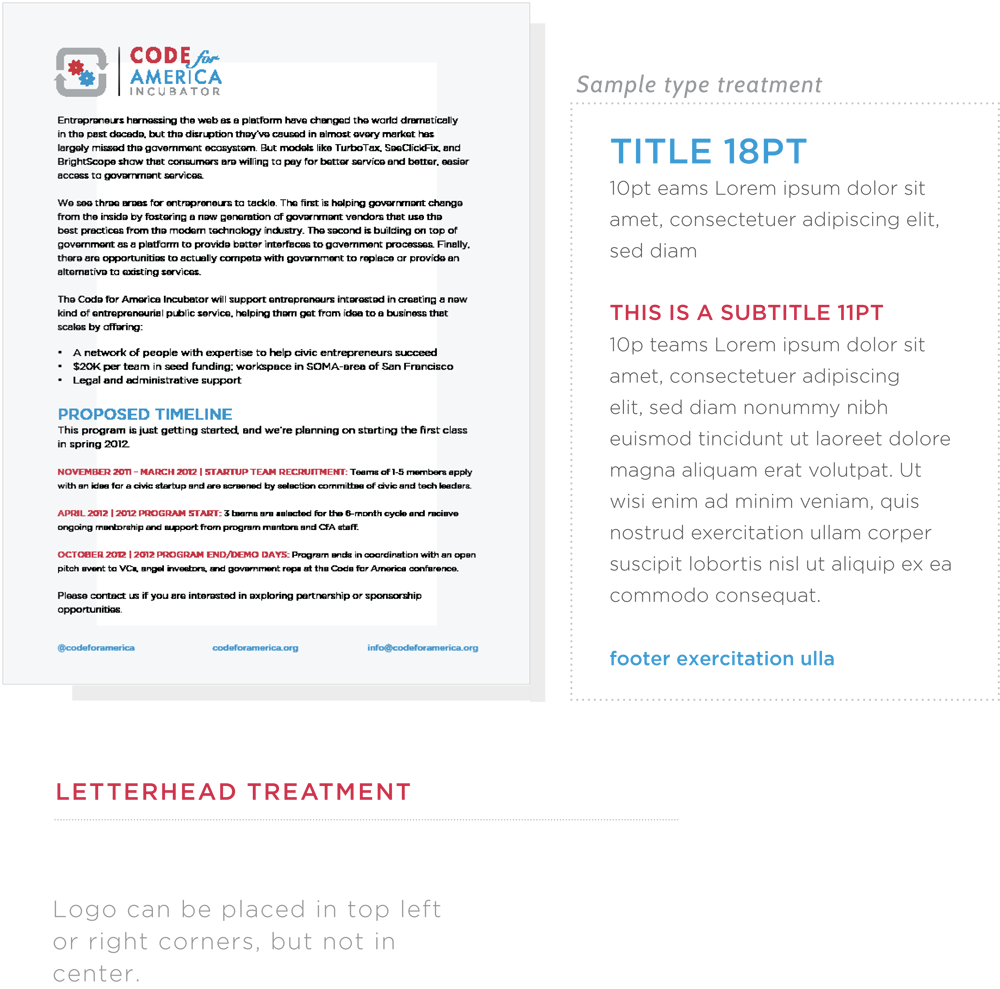 CODE for
AMERICA
INCUBATOR
Entrepreneurs harnessing the web as a platform have changed the world dramatically
in the past decade, but the disruption they've caused in almost every market has
largely missed the government ecosystem. But models like TurboTax, SeeClickFix, and
BrightScope show that consumers are willing to pay for better service and better, easier
access to government services.
We see three areas for entrepreneurs to tackle. The first is helping government change
from the inside by fostering a new generation of government vendors that use the
best practices from the modern technology industry. The second is building on top of
government as a platform to provide better interfaces to government processes. Finally,
there are opportunities to actually compete with government to replace or provide an
alternative to existing services.
The Code for America Incubator will support entrepreneurs interested in creating a new
kind of entrepreneurial public service, helping them get from idea to a business that
scales by offering:
• A network of people with expertise to help civic entrepreneurs succeed
• $20K per team in seed funding; workspace in SOMA-area of San Francisco
• Legal and administrative support
PROPOSED TIMELINE
This program is just getting started, and we're planning on starting the first class
in spring 2012.
NOVEMBER 2011 - MARCH 2012 | STARTUP TEAM RECRUITMENT: Teams of 1-5 members apply
with an idea for a civic startup and are screened by selection committee of civic and tech leaders.
APRIL 2012 | 2012 PROGRAM START: 3 teams are selected for the 6-month cycle and recieve
ongoing mentorship and support from program mentors and CfA staff.
OCTOBER 2012 | 2012 PROGRAM END/DEMO DAYS: Program ends in coordination with an open
pitch event to VCs, angel investors, and government reps at the Code for America conference.
Please contact us if you are interested in exploring partnership or sponsorship
opportunities.
@codeforamerica codeforamerica.org info@codeforamerica.org
Sample type treatment
TITLE 18PT
10pt eams Lorem ipsum dolor sit
amet, consectetuer adipiscing elit,
sed diam
THIS IS A SUBTITLE 11PT
10p teams Lorem ipsum dolor sit
amet, consectetuer adipiscing
elit, sed diam nonummy nibh
euismod tincidunt ut laoreet dolore
magna aliquam erat volutpat. Ut
wisi enim ad minim veniam, quis
nostrud exercitation ullam corper
suscipit lobortis nisl ut aliquip ex ea
commodo consequat.
footer exercitation ulla
LETTERHEAD TREATMENT
Logo can be placed in top left
or right corners, but not in
center.